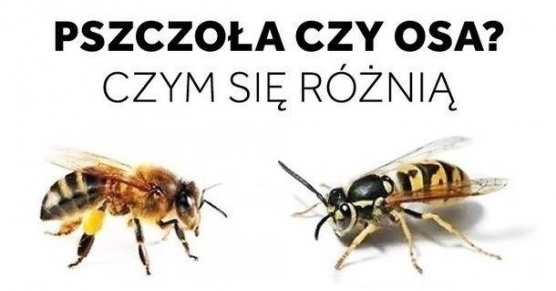 PSZCZOŁA CZY OSA?
CZYM SIĘ RÓŻNIĄ